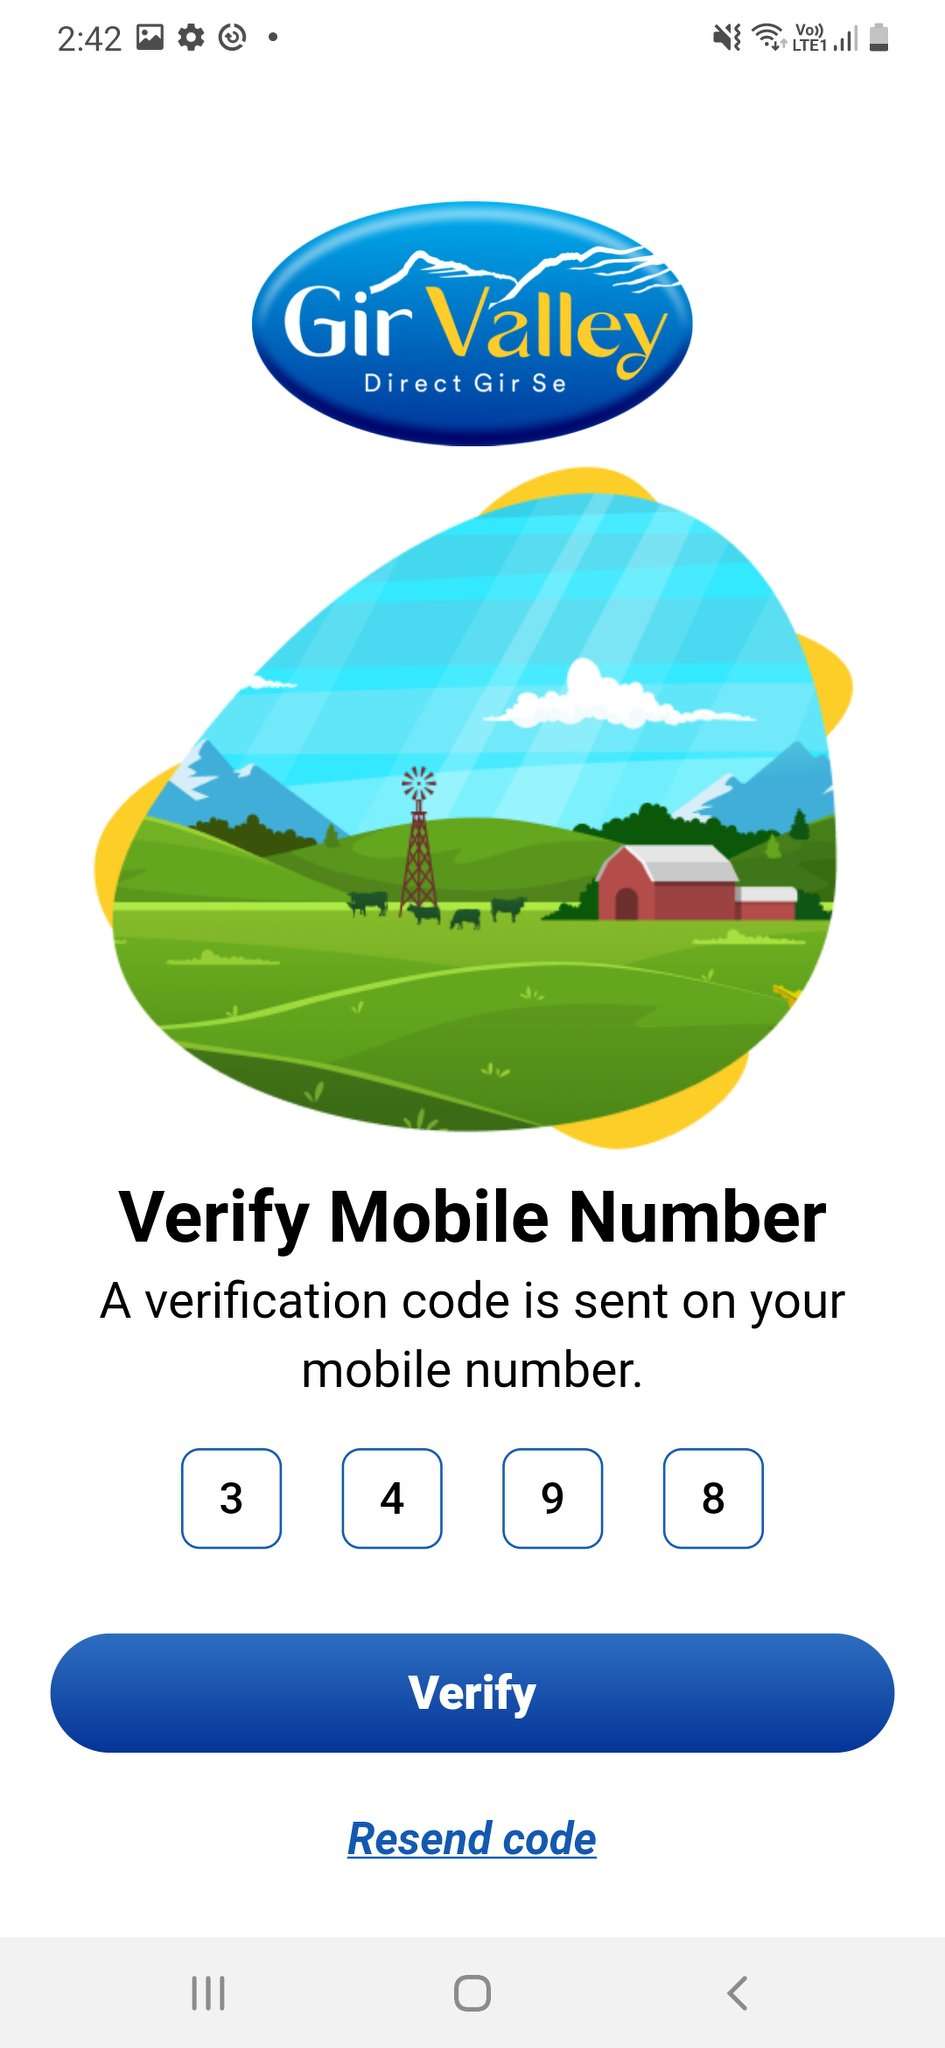 2:42
Vo))
LTE1
Gir Valley
Direct Gir Se
Verify Mobile Number
A verification code is sent on your
mobile number.
3 4 9 8
Verify
Resend code